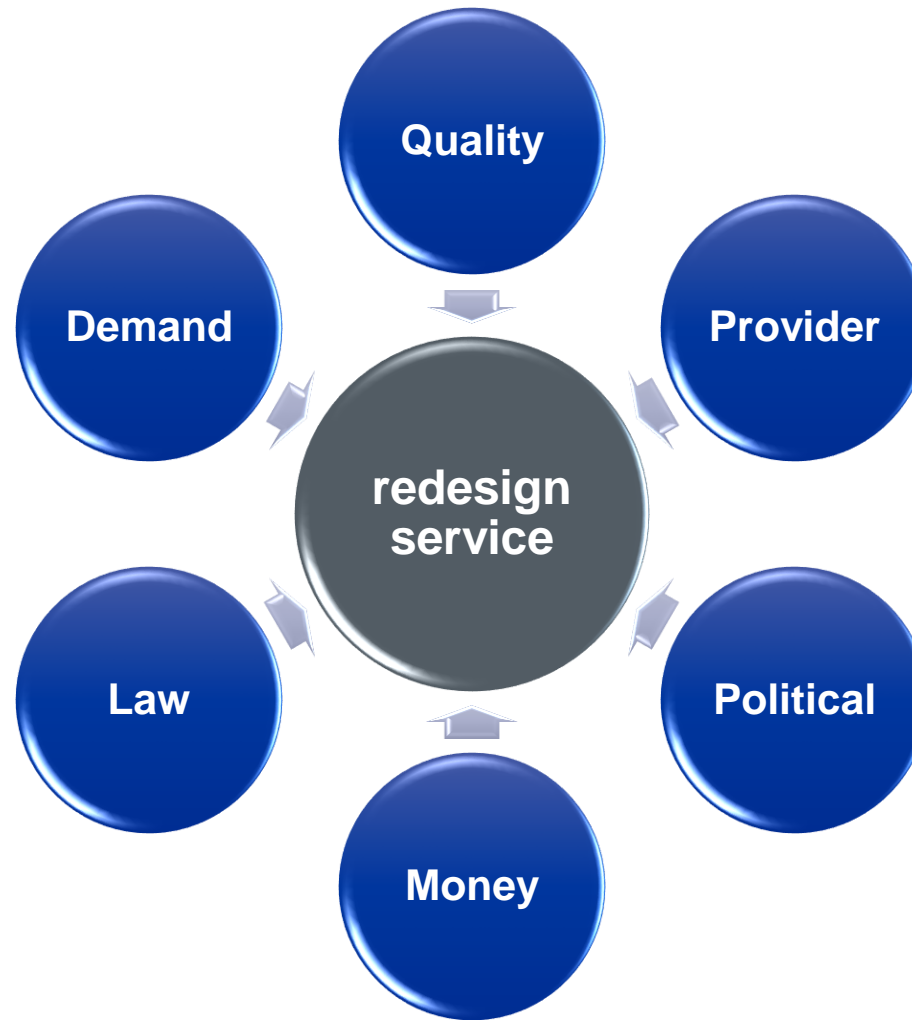 Quality
Demand
Provider
redesign
service
Law
Political
Money